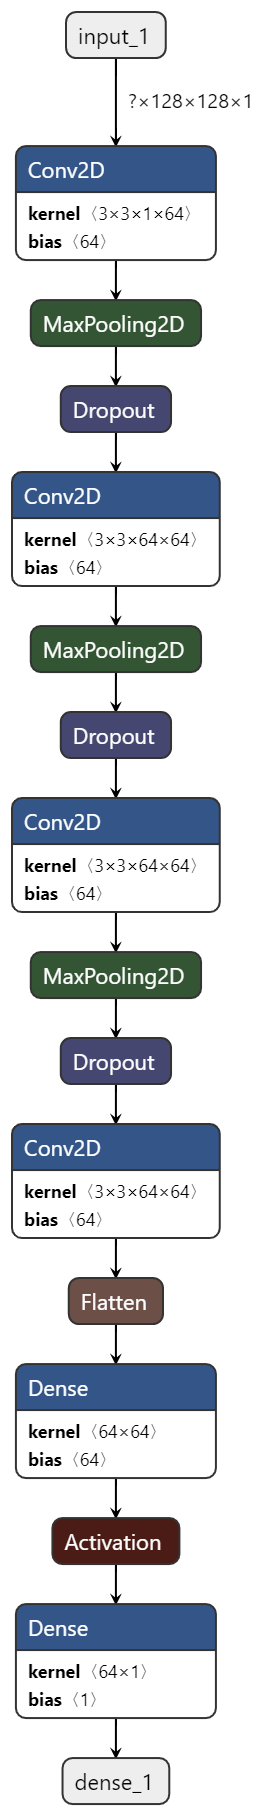 input_1
?×128×128×1
Conv2D
kernel 〈3×3×1×64〉
bias 〈64〉
MaxPooling2D
Dropout
Conv2D
kernel 〈3×3×64×64〉
bias 〈64〉
MaxPooling2D
Dropout
Conv2D
kernel 〈3×3×64×64〉
bias 〈64〉
MaxPooling2D
Dropout
Conv2D
kernel 〈3×3×64×64〉
bias 〈64〉
Flatten
Dense
kernel 〈64×64〉
bias 〈64〉
Activation
Dense
kernel 〈64×1〉
bias 〈1〉
dense_1